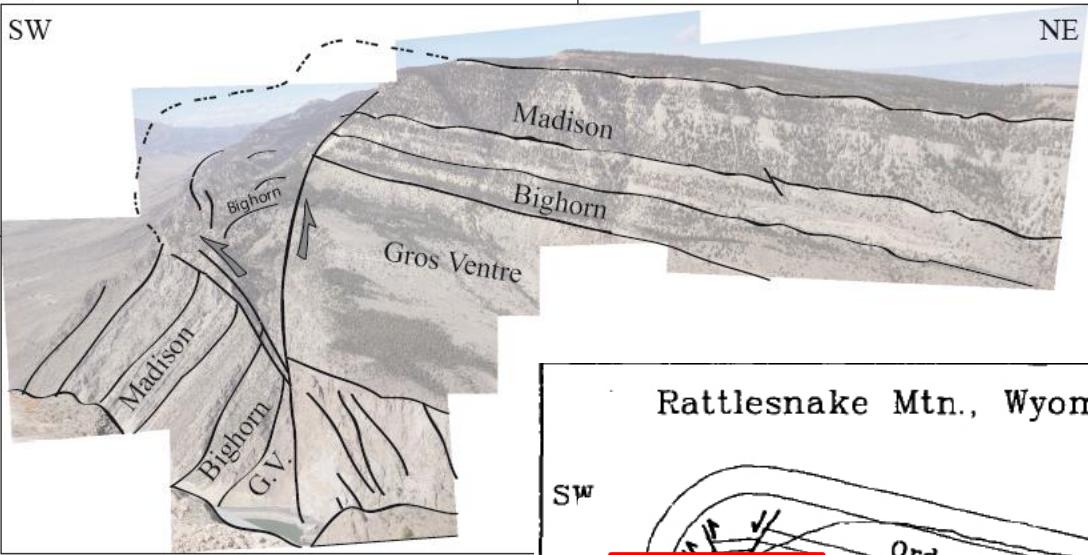 SW
NE
Madison
Bighorn
Bighorn
Gros Ventre
Madison
Bighorn
G.V.
Rattlesnake Mtn., Wyom
SW
Ord